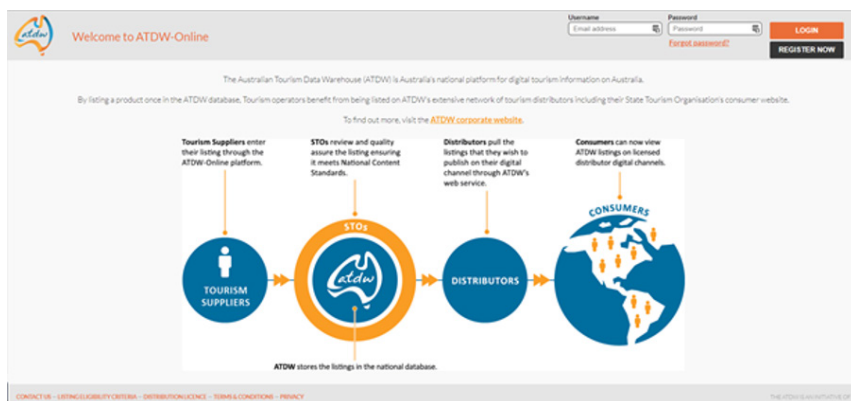 atdw
Welcome to ATDW-Online
Username
Email address
Password
Password
Forgot password?
LOGIN
REGISTER NOW
The Australian Tourism Data Warehouse (ATDW) is Australia's national platform for digital tourism information on Australia.
By listing a product once in the ATDW database, Tourism operators benefit from being listed on ATDW's extensive network of tourism distributors including their State Tourism Organisation's consumer website.
To find out more, visit the ATDW corporate website.
Tourism Suppliers enter
their listing through the
ATDW-Online platform.
STOs review and quality
assure the listing ensuring
it meets National Content
Standards.
Distributors pull the
listings that they wish to
publish on their digital
channel through ATDW's
web service.
Consumers can now view
ATDW listings on licensed
distributor digital channels.
TOURISM
SUPPLIERS
STOs
atdw
DISTRIBUTORS
CONSUMERS
ATDW stores the listings in the national database.
CONTACT US - LISTING ELIGIBILITY CRITERIA - DISTRIBUTION LICENCE - TERMS & CONDITIONS - PRIVACY
THE ATDW IS AN INITIATIVE OF